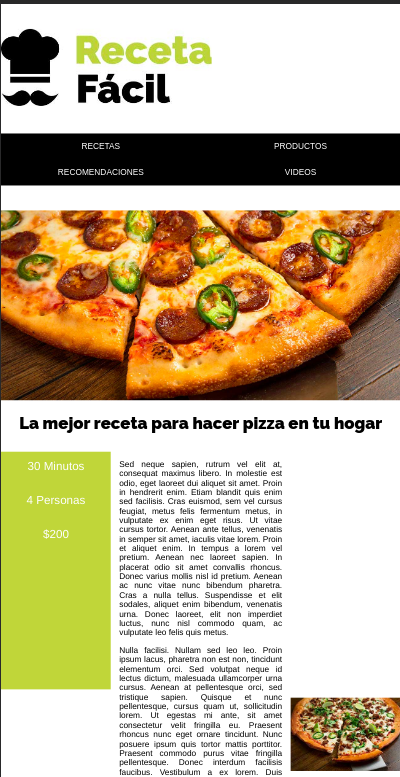 Receta
Fácil
RECETAS
PRODUCTOS
RECOMENDACIONES
VIDEOS
La mejor receta para hacer pizza en tu hogar
30 Minutos
4 Personas
$200
Sed neque sapien, rutrum vel elit at,
consequat maximus libero. In molestie est
odio, eget laoreet dui aliquet sit amet. Proin
in hendrerit enim. Etiam blandit quis enim
sed facilisis. Cras euismod, sem vel cursus
feugiat, metus felis fermentum metus, in
vulputate ex enim eget risus. Ut vitae
cursus tortor. Aenean ante tellus, venenatis
in semper sit amet, iaculis vitae lorem. Proin
et aliquet enim. In tempus a lorem vel
pretium. Aenean nec laoreet sapien. In
placerat odio sit amet convallis rhoncus.
Donec varius mollis nisl id pretium. Aenean
ac nunc vitae nunc bibendum pharetra.
Cras a nulla tellus. Suspendisse et elit
sodales, aliquet enim bibendum, venenatis
urna. Donec laoreet, elit non imperdiet
luctus, nunc nisl commodo quam, ac
vulputate leo felis quis metus.
Nulla facilisi. Nullam sed leo leo. Proin
ipsum lacus, pharetra non est non, tincidunt
elementum orci. Sed volutpat neque id
lectus dictum, malesuada ullamcorper urna
cursus. Aenean at pellentesque orci, sed
tristique sapien. Quisque et nunc
pellentesque, cursus quam ut, sollicitudin
lorem. Ut egestas mi ante, sit amet
consectetur velit fringilla eu. Praesent
rhoncus nunc eget ornare tincidunt. Nunc
posuere ipsum quis tortor mattis porttitor.
Praesent commodo purus vitae fringilla
pellentesque. Donec interdum facilisis
faucibus. Vestibulum a ex lorem. Duis